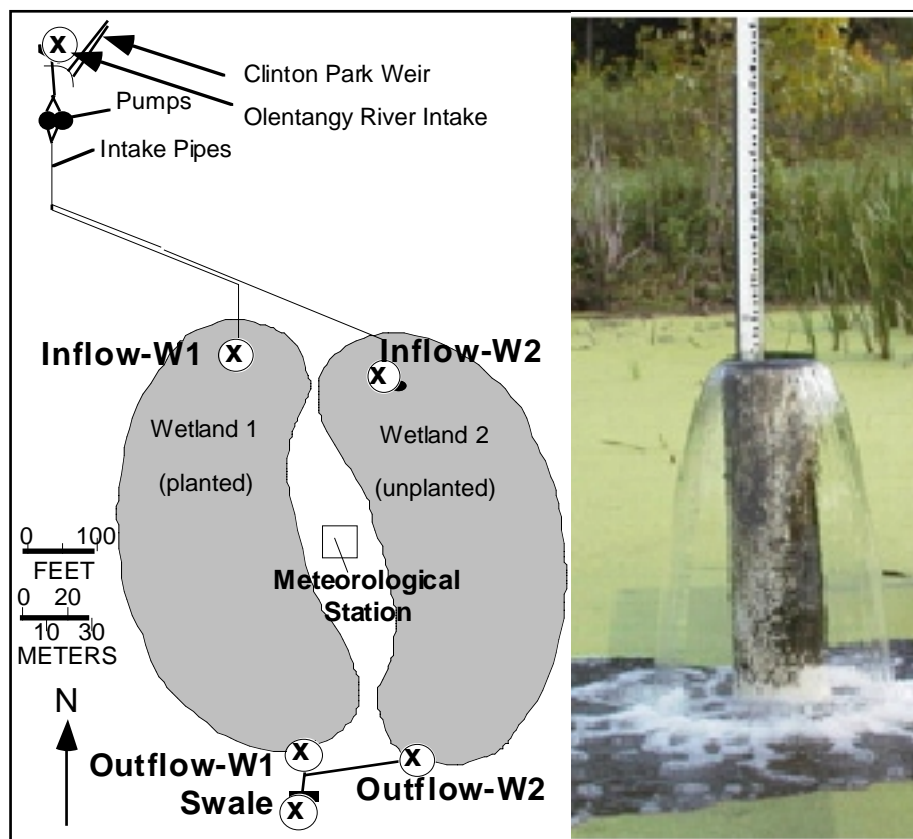 X
Clinton Park Weir
Pumps
Olentangy River Intake
Intake Pipes
Inflow-W1
X
Inflow-W2
X
Wetland 1
(planted)
Wetland 2
(unplanted)
0 100
FEET
0 20
10 30
METERS
Meteorological
Station
N
Outflow-W1
X
X
Outflow-W2
Swale
X